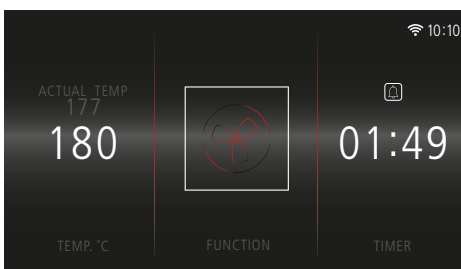 10:10
ACTUAL TEMP
177
180
01:49
TEMP. °C
FUNCTION
TIMER